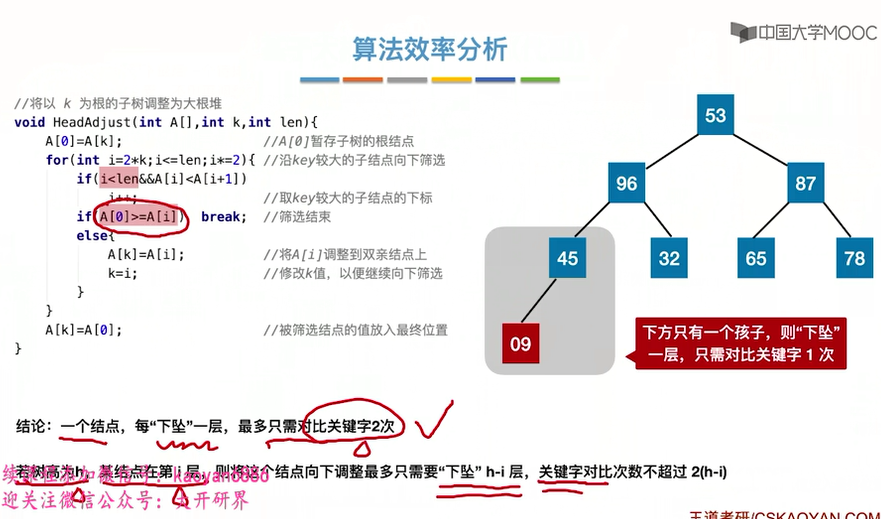 中国大学MOOC
算法效率分析
//将以 k 为根的子树调整为大根堆
void HeadAdjust(int A[],int k,int len){
A[0]=A[k]; //A[0]暂存子树的根结点
for(int i=2*k;i<=len;i*=2){ //沿key较大的子结点向下筛选
if(i<len&&A[i]<A[i+1])
i++; //取key较大的子结点的下标
if(A[0]>=A[i]) break; //筛选结束
else{
A[k]=A[i]; //将A[i]调整到双亲结点上
k=i; //修改k值，以便继续向下筛选
}
}
A[k]=A[0]; //被筛选结点的值放入最终位置
}
53
96 87
45 32 65 78
09
下方只有一个孩子，则“下坠”
一层，只需对比关键字 1 次
结论：一个结点，每“下坠”一层，最多只需对比关键字2次
若树高为h，某结点在第 i 层，则将这个结点向下调整最多只需要“下坠” h-i 层，关键字对比次数不超过 2(h-i)
迎关注微信公众号：
王道考研/CSKAOYAN.COM